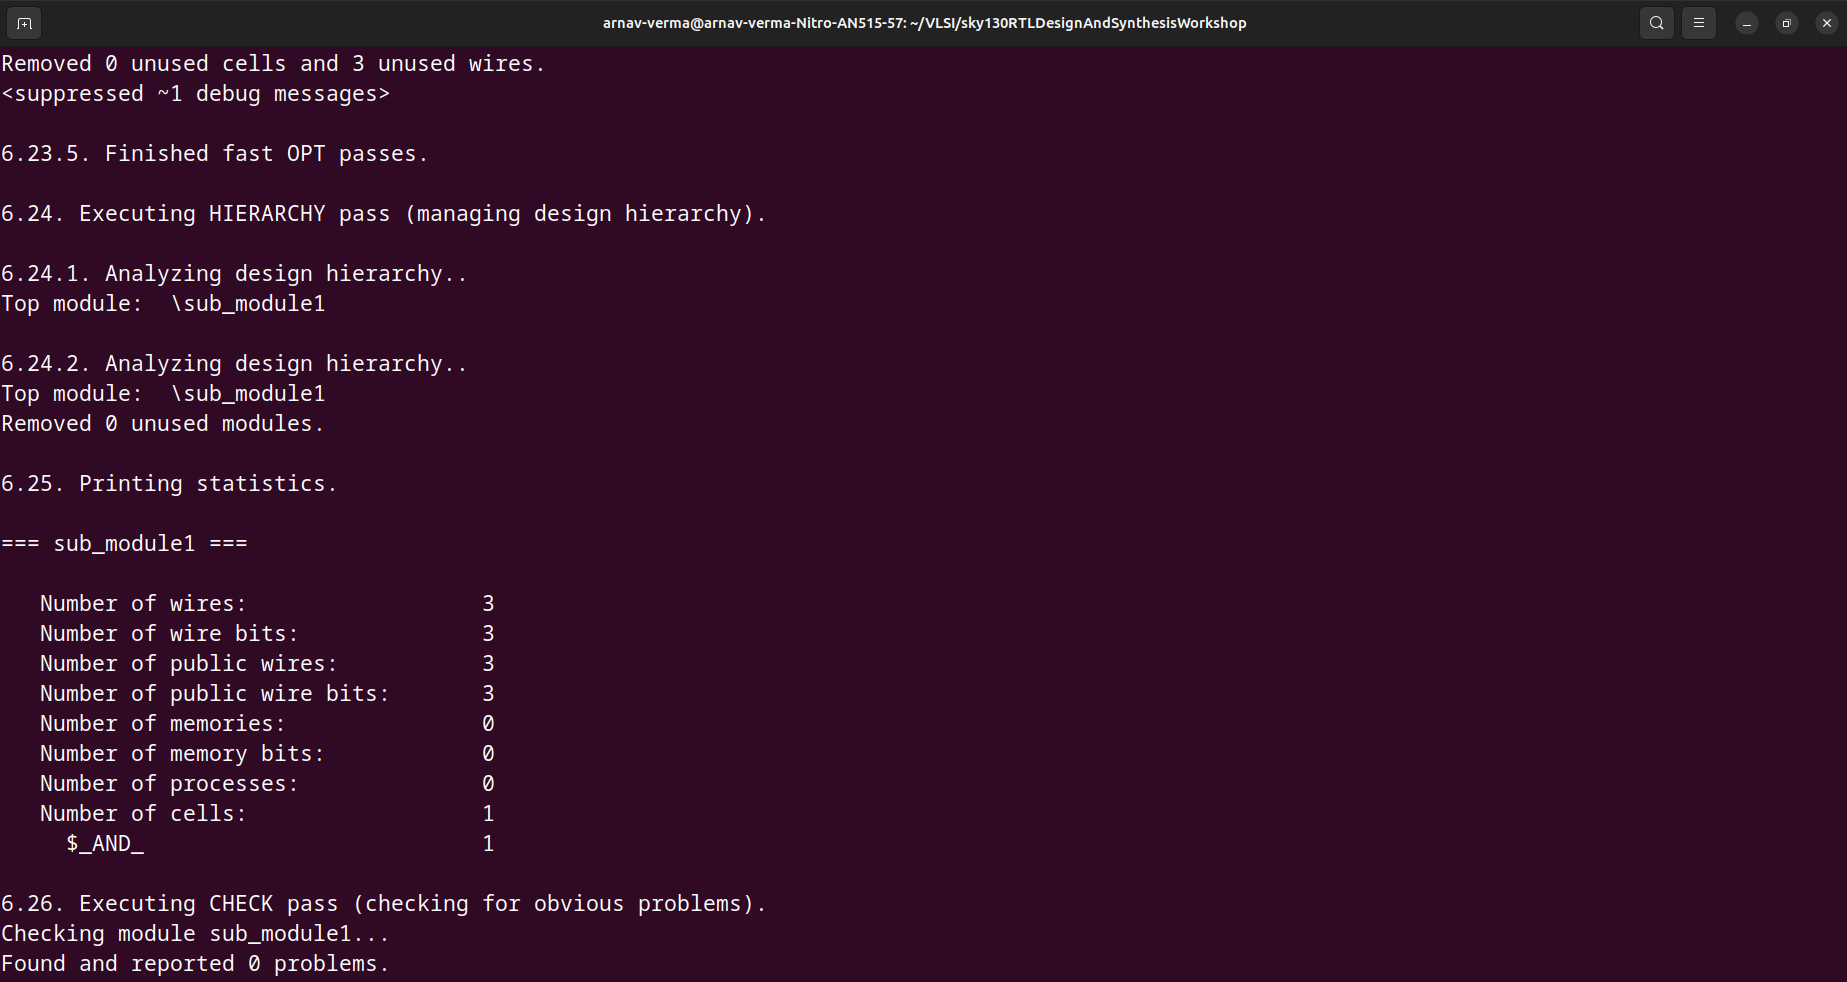 arnav-verma@arnav-verma-Nitro-AN515-57: ~/VLSI/sky130RTLDesignAndSynthesisWorkshop
Removed 0 unused cells and 3 unused wires.
<suppressed ~1 debug messages>
6.23.5. Finished fast OPT passes.
6.24. Executing HIERARCHY pass (managing design hierarchy).
6.24.1. Analyzing design hierarchy..
Top module:  \sub_module1
6.24.2. Analyzing design hierarchy..
Top module:  \sub_module1
Removed 0 unused modules.
6.25. Printing statistics.
=== sub_module1 ===
Number of wires: 3
Number of wire bits: 3
Number of public wires: 3
Number of public wire bits: 3
Number of memories: 0
Number of memory bits: 0
Number of processes: 0
Number of cells: 1
$_AND_ 1
6.26. Executing CHECK pass (checking for obvious problems).
Checking module sub_module1...
Found and reported 0 problems.